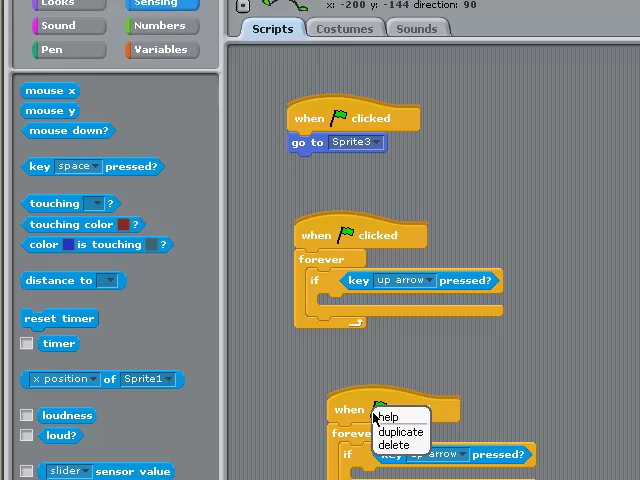 Looks Sensing
Sound Numbers
Pen Variables
x: -200 y: -144 direction: 90
Scripts Costumes Sounds
mouse x
mouse y
mouse down?
key space pressed?
touching ?
touching color ?
color is touching ?
distance to
reset timer
timer
x position of Sprite1
loudness
loud?
slider sensor value
when clicked
go to Sprite3
when clicked
forever
if key up arrow pressed?
when
help
duplicate
delete
forever
if key up arrow pressed?